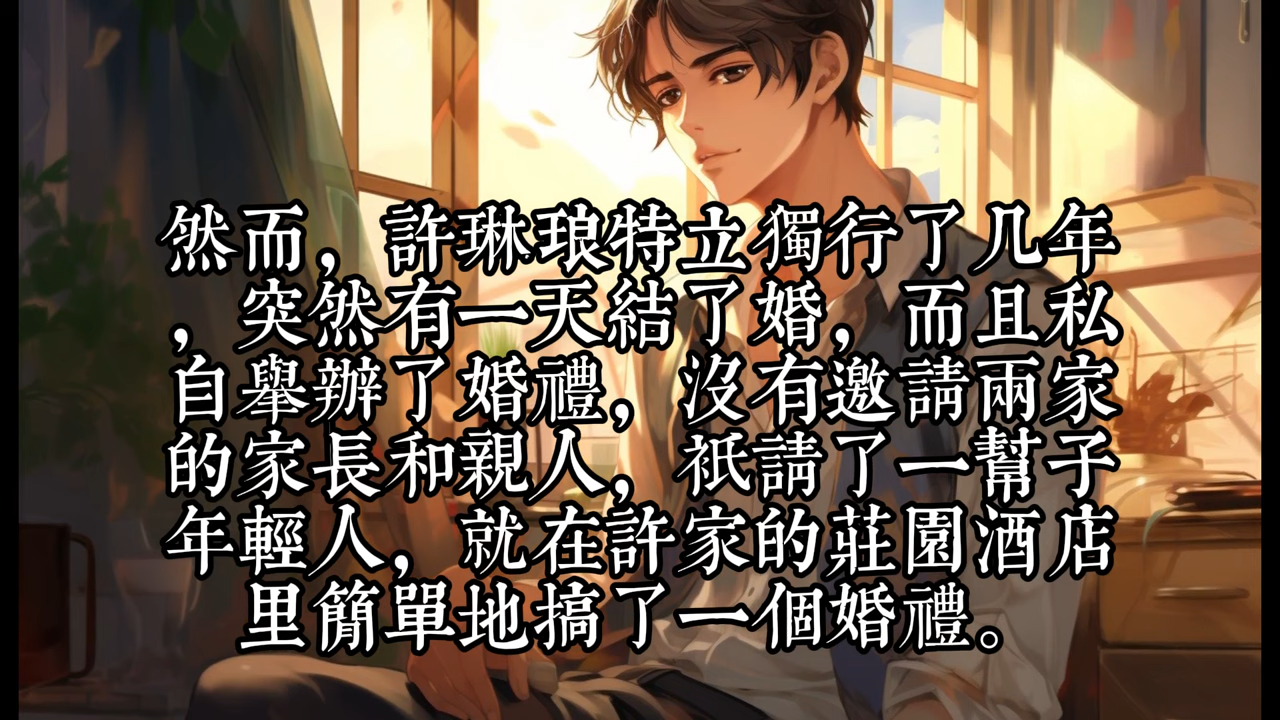 然而，許琳琅特立獨行了几年
，突然有一天結了婚，而且私
自舉辦了婚禮，沒有邀請兩家
的家長和親人，衹請了一幫子
年輕人，就在許家的莊園酒店
里簡單地搞了一個婚禮。